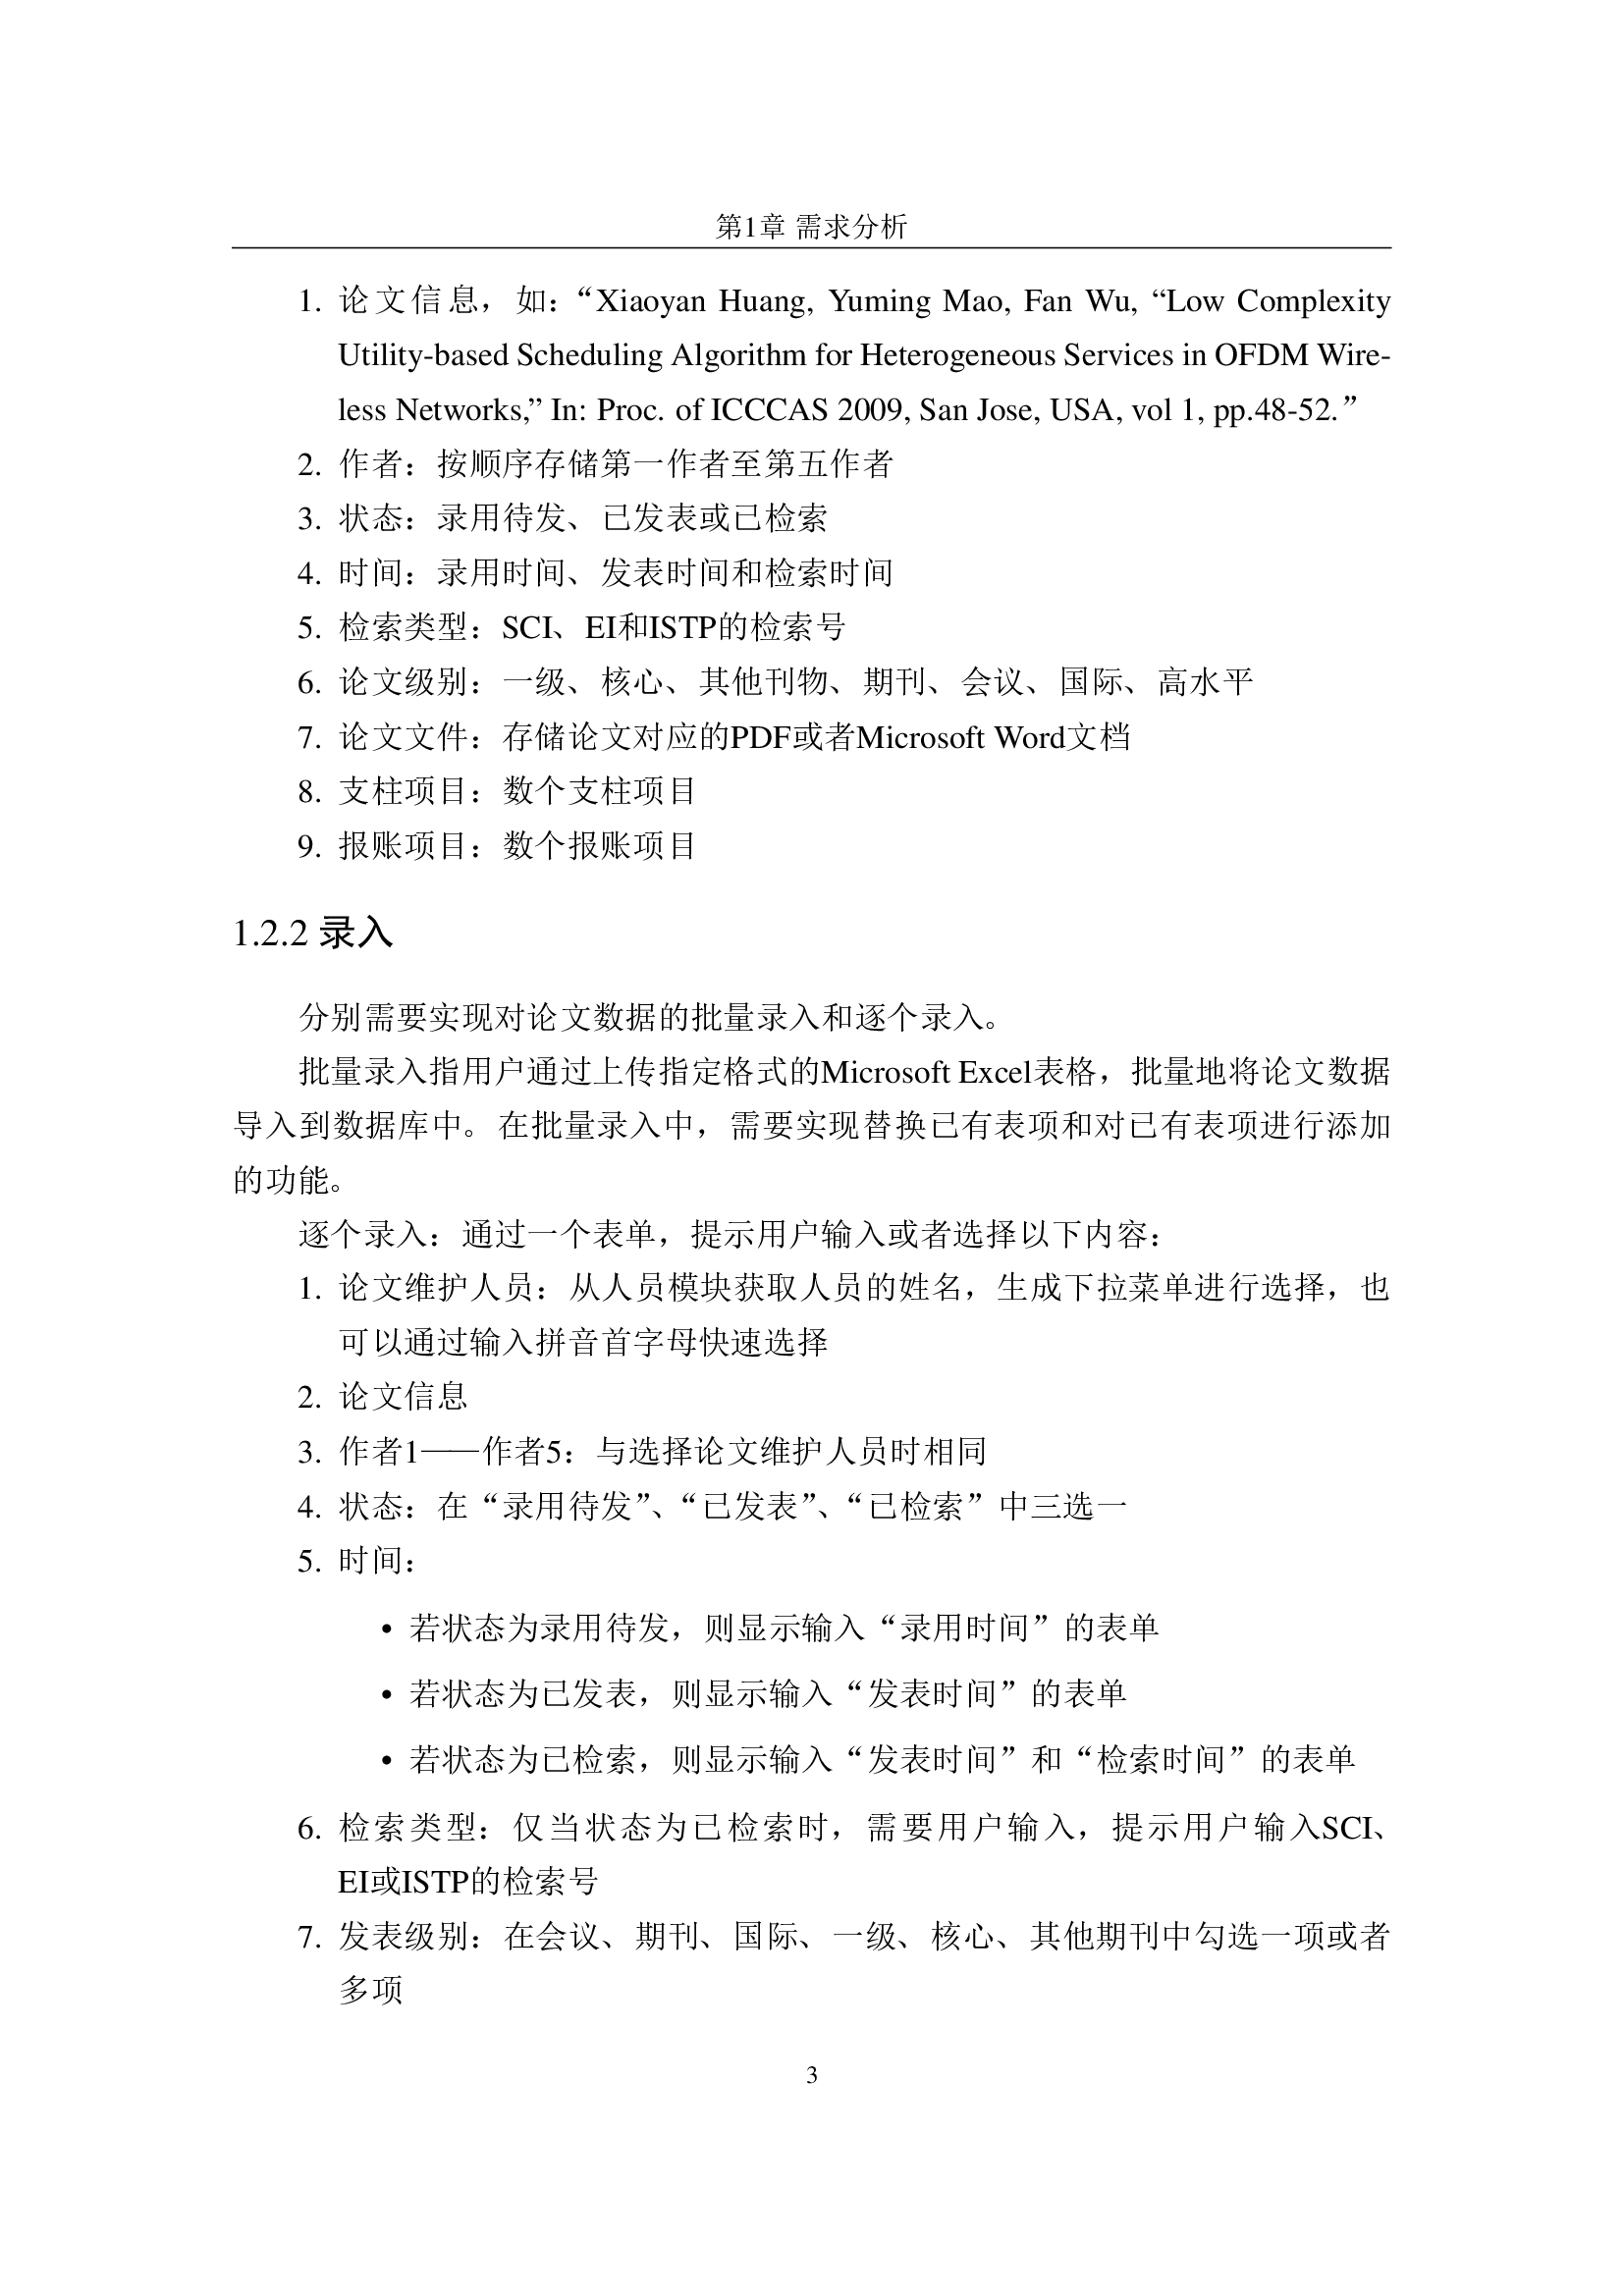 第1章 需求分析
1. 论文信息，如：“Xiaoyan Huang, Yuming Mao, Fan Wu, “Low Complexity
Utility-based Scheduling Algorithm for Heterogeneous Services in OFDM Wire-
less Networks,” In: Proc. of ICCCAS 2009, San Jose, USA, vol 1, pp.48-52.”
2. 作者：按顺序存储第一作者至第五作者
3. 状态：录用待发、已发表或已检索
4. 时间：录用时间、发表时间和检索时间
5. 检索类型：SCI、EI和ISTP的检索号
6. 论文级别：一级、核心、其他刊物、期刊、会议、国际、高水平
7. 论文文件：存储论文对应的PDF或者Microsoft Word文档
8. 支柱项目：数个支柱项目
9. 报账项目：数个报账项目
1.2.2 录入
分别需要实现对论文数据的批量录入和逐个录入。
批量录入指用户通过上传指定格式的Microsoft Excel表格，批量地将论文数据
导入到数据库中。在批量录入中，需要实现替换已有表项和对已有表项进行添加
的功能。
逐个录入：通过一个表单，提示用户输入或者选择以下内容：
1. 论文维护人员：从人员模块获取人员的姓名，生成下拉菜单进行选择，也
可以通过输入拼音首字母快速选择
2. 论文信息
3. 作者1——作者5：与选择论文维护人员时相同
4. 状态：在“录用待发”、“已发表”、“已检索”中三选一
5. 时间：
• 若状态为录用待发，则显示输入“录用时间”的表单
• 若状态为已发表，则显示输入“发表时间”的表单
• 若状态为已检索，则显示输入“发表时间”和“检索时间”的表单
6. 检索类型：仅当状态为已检索时，需要用户输入，提示用户输入SCI、
EI或ISTP的检索号
7. 发表级别：在会议、期刊、国际、一级、核心、其他期刊中勾选一项或者
多项
3